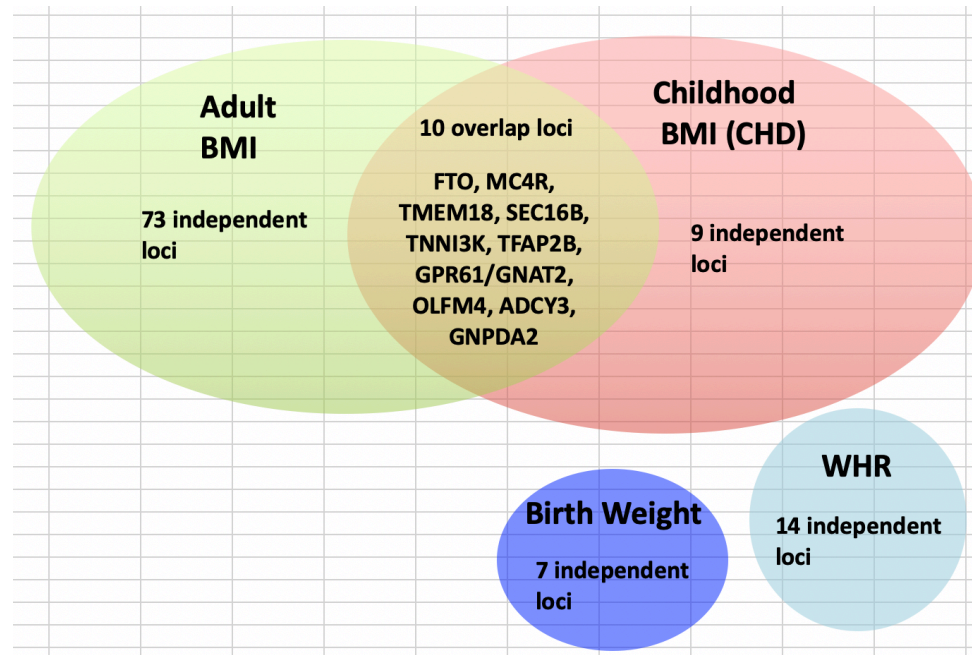 Adult
BMI
73 independent
loci
10 overlap loci
FTO, MC4R,
TMEM18, SEC16B,
TNNI3K, TFAP2B,
GPR61/GNAT2,
OLFM4, ADCY3,
GNPDA2
Childhood
BMI (CHD)
9 independent
loci
Birth Weight
7 independent
loci
WHR
14 independent
loci